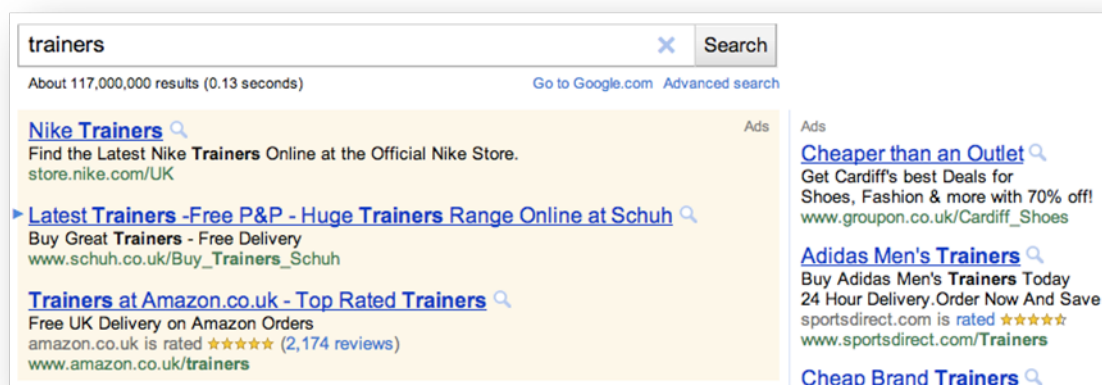 trainers
Search
About 117,000,000 results (0.13 seconds)
Go to Google.com Advanced search
Ads
Nike Trainers
Find the Latest Nike Trainers Online at the Official Nike Store.
store.nike.com/UK
Latest Trainers -Free P&P - Huge Trainers Range Online at Schuh
Buy Great Trainers - Free Delivery
www.schuh.co.uk/Buy_Trainers_Schuh
Trainers at Amazon.co.uk - Top Rated Trainers
Free UK Delivery on Amazon Orders
amazon.co.uk is rated ★★★★★ (2,174 reviews)
www.amazon.co.uk/trainers
Ads
Cheaper than an Outlet
Get Cardiff's best Deals for
Shoes, Fashion & more with 70% off!
www.groupon.co.uk/Cardiff_Shoes
Adidas Men's Trainers
Buy Adidas Men's Trainers Today
24 Hour Delivery.Order Now And Save
sportsdirect.com is rated
www.sportsdirect.com/Trainers
Cheap Brand Trainers